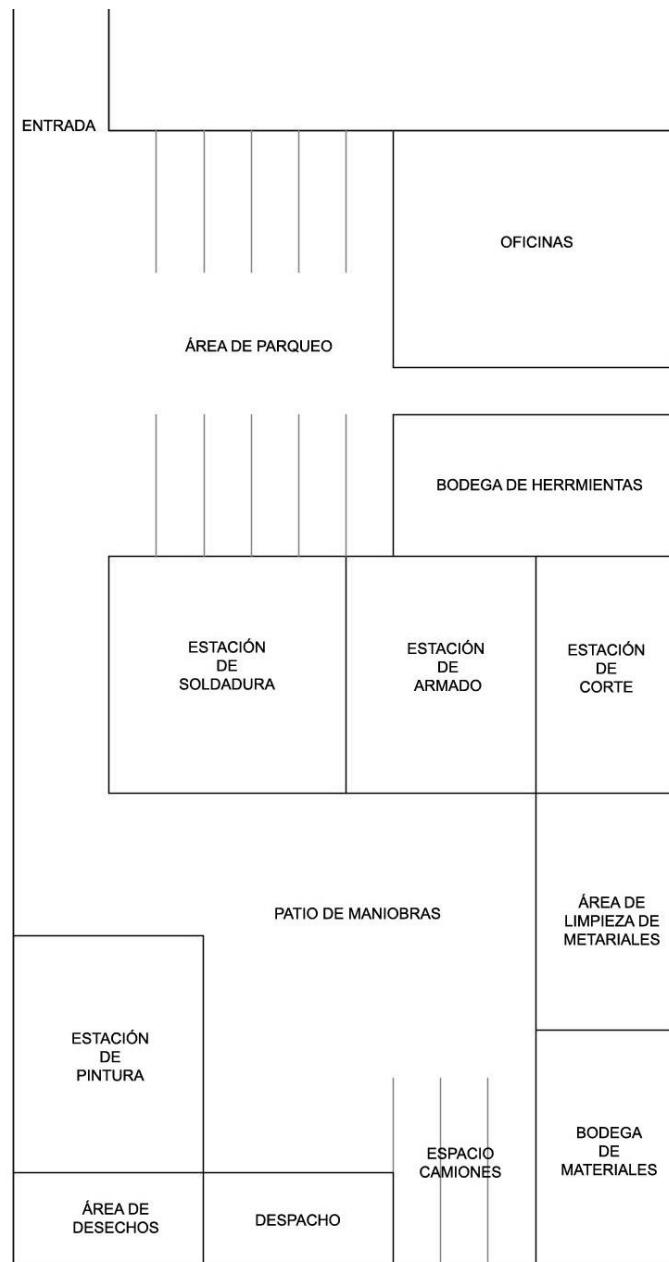 ENTRADA
OFICINAS
ÁREA DE PARQUEO
BODEGA DE HERRMIENTAS
ESTACIÓN
DE
SOLDADURA
ESTACIÓN
DE
ARMADO
ESTACIÓN
DE
CORTE
PATIO DE MANIOBRAS
ÁREA DE
LIMPIEZA DE
METARIALES
ESTACIÓN
DE
PINTURA
ESPACIO
CAMIONES
BODEGA
DE
MATERIALES
ÁREA DE
DESECHOS
DESPACHO